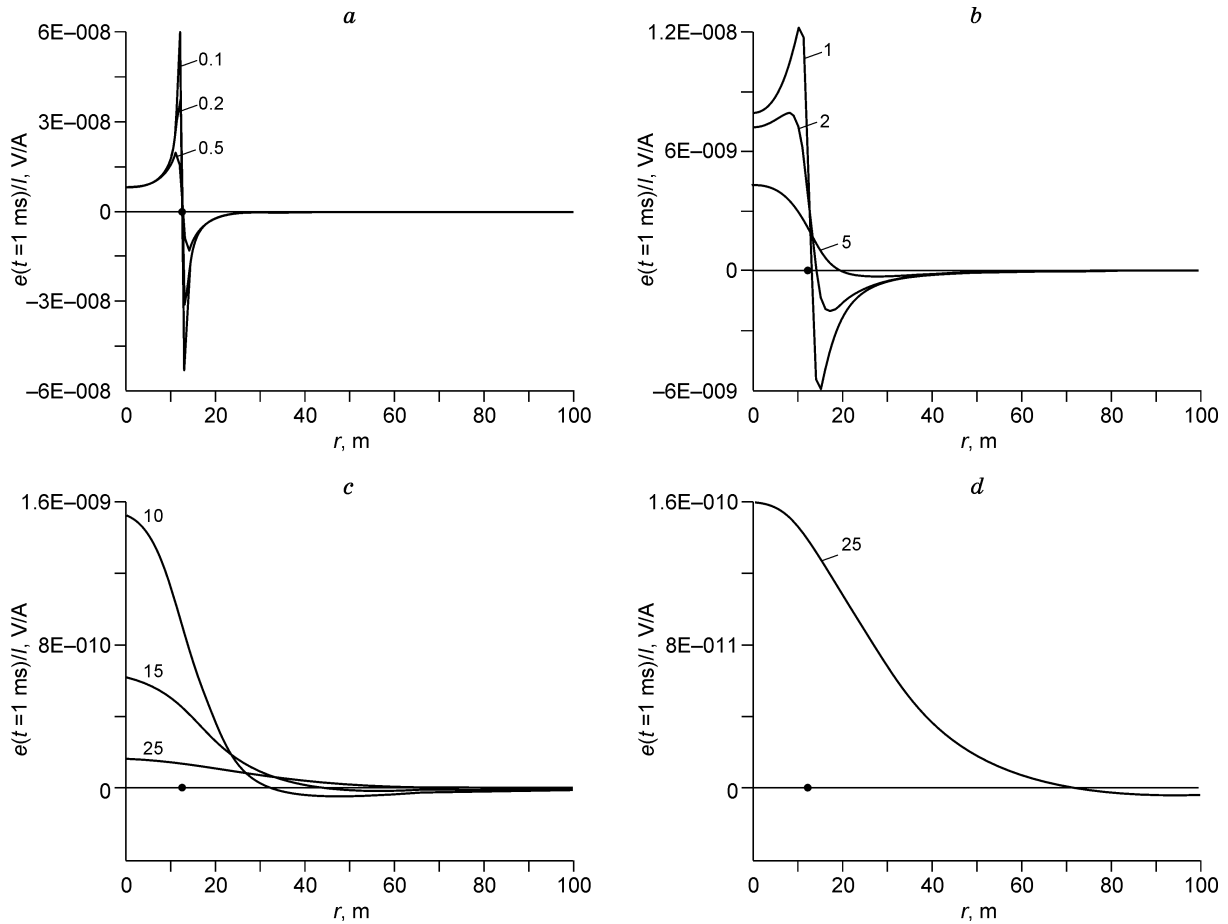 a
6E–008
3E–008
0
–3E–008
–6E–008
e(t =1 ms)/I, V/A
0.1
0.2
0.5
0 20 40 60 80 100
r, m
b
1.2E–008
6E–009
0
–6E–009
e(t =1 ms)/I, V/A
1
2
5
0 20 40 60 80 100
r, m
c
1.6E–009
8E–010
0
e(t =1 ms)/I, V/A
10
15
25
0 20 40 60 80 100
r, m
d
1.6E–010
8E–011
0
e(t =1 ms)/I, V/A
25
0 20 40 60 80 100
r, m